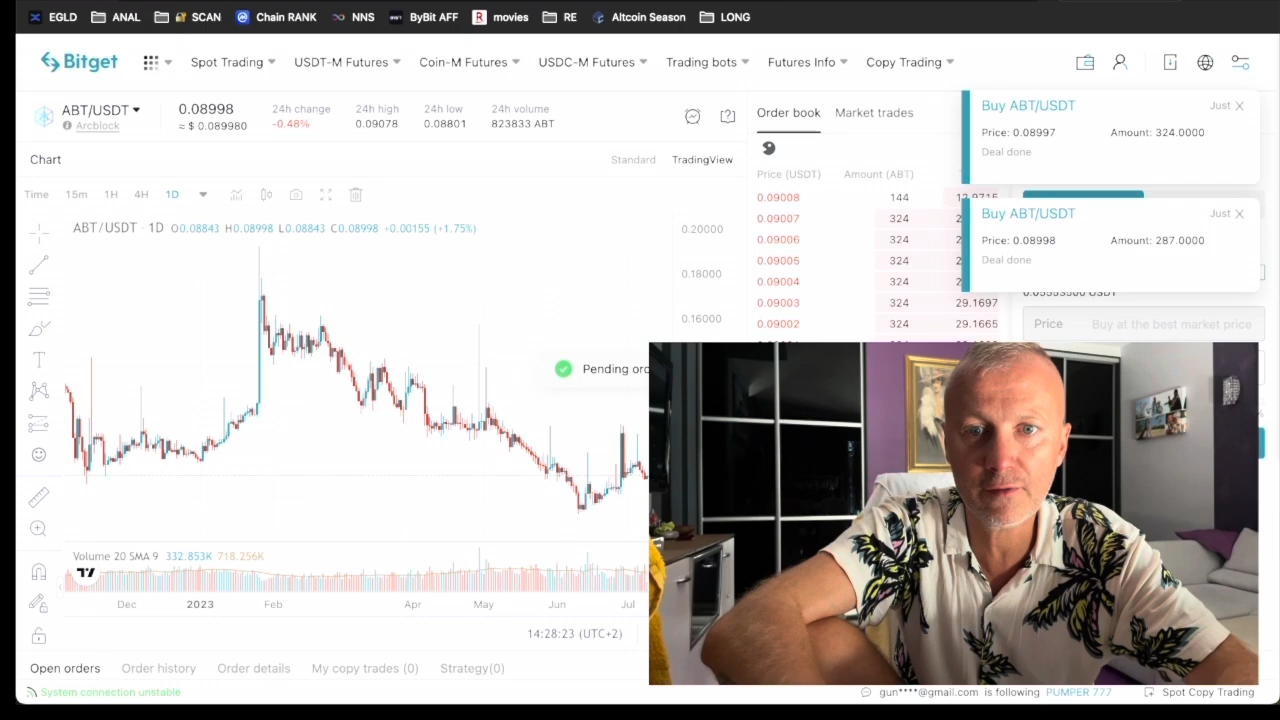 EGLD ANAL SCAN Chain RANK NNS ByBit AFF movies RE Altcoin Season LONG
Bitget Spot Trading USDT-M Futures Coin-M Futures USDC-M Futures Trading bots Futures Info Copy Trading
ABT/USDT 0.08998 24h change 24h high 24h low 24h volume
Arcblock ≈ $ 0.089980 -0.48% 0.09078 0.08801 823833 ABT
Order book Market trades
Buy ABT/USDT Just
Price: 0.08997 Amount: 324.0000
Deal done
Chart Standard TradingView
Time 15m 1H 4H 1D
Price (USDT) Amount (ABT)
0.09008 144 12.9715
0.09007 324
0.09006 324
0.09005 324
0.09004 324
0.09003 324 29.1697
0.09002 324 29.1665
Buy ABT/USDT Just
Price: 0.08998 Amount: 287.0000
Deal done
Price Buy at the best market price
ABT/USDT · 1D O0.08843 H0.08998 L0.08843 C0.08998 +0.00155 (+1.75%)
0.20000
0.18000
0.16000
Pending
Volume 20 SMA 9 332.853K 718.256K
Dec 2023 Feb Apr May Jun Jul
14:28:23 (UTC+2)
Open orders Order history Order details My copy trades (0) Strategy(0)
System connection unstable gun****@gmail.com is following PUMPER 777 Spot Copy Trading